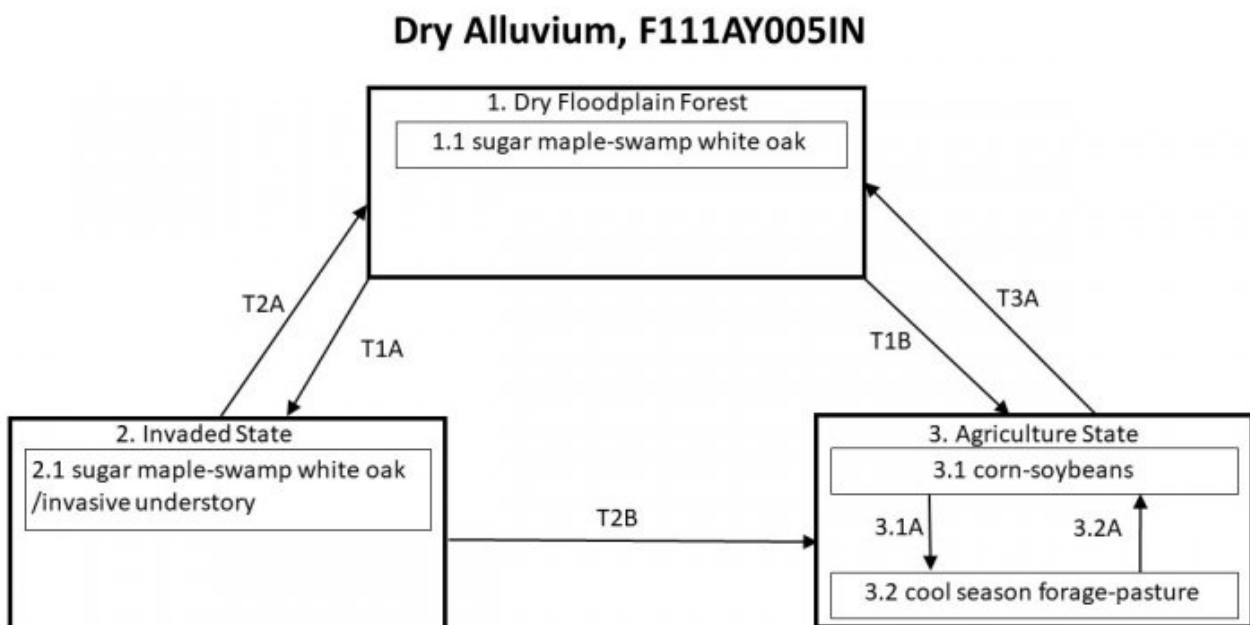 Dry Alluvium, F111AY005IN
1. Dry Floodplain Forest
1.1 sugar maple-swamp white oak
T2A
T1A
T1B
T3A
2. Invaded State
2.1 sugar maple-swamp white oak
/invasive understory
T2B
3. Agriculture State
3.1 corn-soybeans
3.1A
3.2A
3.2 cool season forage-pasture